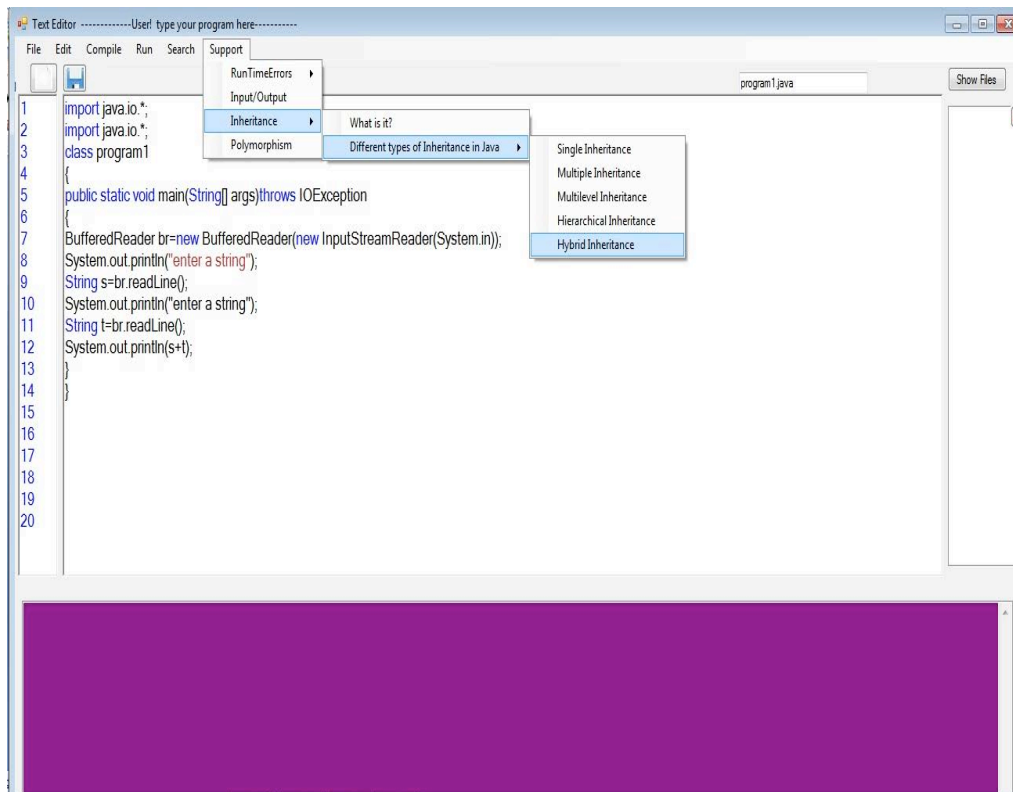 Text Editor -------------User! type your program here-----------
File Edit Compile Run Search Support
RunTimeErrors
Input/Output
Inheritance
Polymorphism
What is it?
Different types of Inheritance in Java
Single Inheritance
Multiple Inheritance
Multilevel Inheritance
Hierarchical Inheritance
Hybrid Inheritance
program1.java
Show Files
1 import java.io.*;
2 import java.io.*;
3 class program1
4 {
5 public static void main(String[] args)throws IOException
6 {
7 BufferedReader br=new BufferedReader(new InputStreamReader(System.in));
8 System.out.println("enter a string");
9 String s=br.readLine();
10 System.out.println("enter a string");
11 String t=br.readLine();
12 System.out.println(s+t);
13 }
14 }
15
16
17
18
19
20